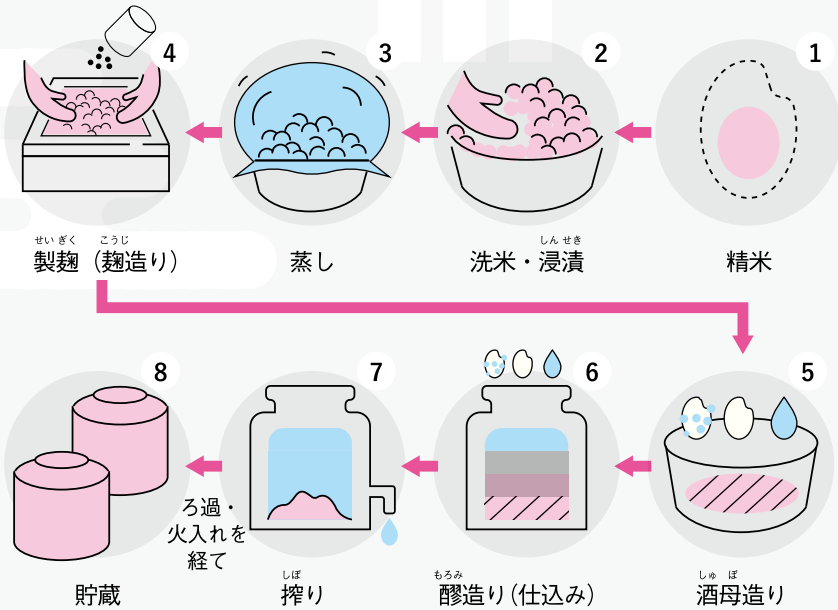 1
精米
2
しんせき
洗米・浸漬
3
蒸し
4
せいぎく こうじ
製麹（麹造り）
5
しゅ ぼ
酒母造り
6
もろみ
醪造り（仕込み）
7
しぼ
搾り
ろ過・
火入れを
経て
8
貯蔵